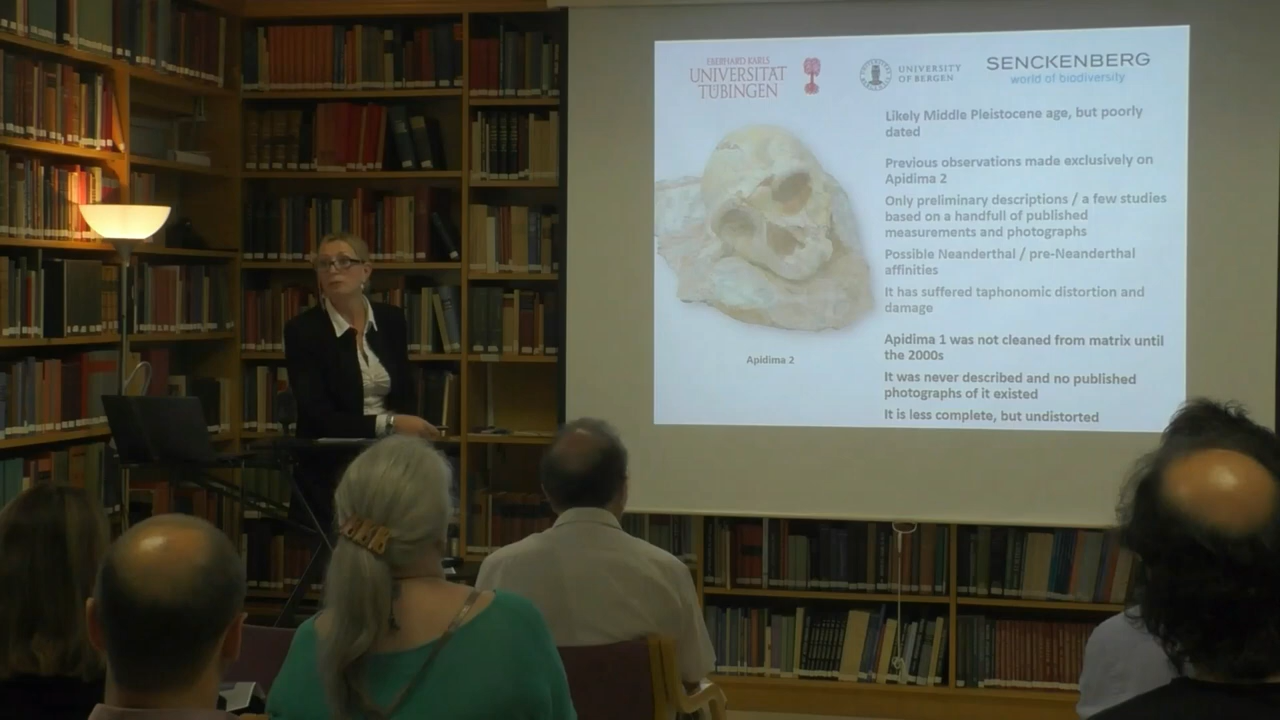 EBERHARD KARLS
UNIVERSITÄT
TÜBINGEN
UNIVERSITY
OF BERGEN
SENCKENBERG
world of biodiversity
Likely Middle Pleistocene age, but poorly
dated
Previous observations made exclusively on
Apidima 2
Only preliminary descriptions / a few studies
based on a handfull of published
measurements and photographs
Possible Neanderthal / pre-Neanderthal
affinities
It has suffered taphonomic distortion and
damage
Apidima 2
Apidima 1 was not cleaned from matrix until
the 2000s
It was never described and no published
photographs of it existed
It is less complete, but undistorted